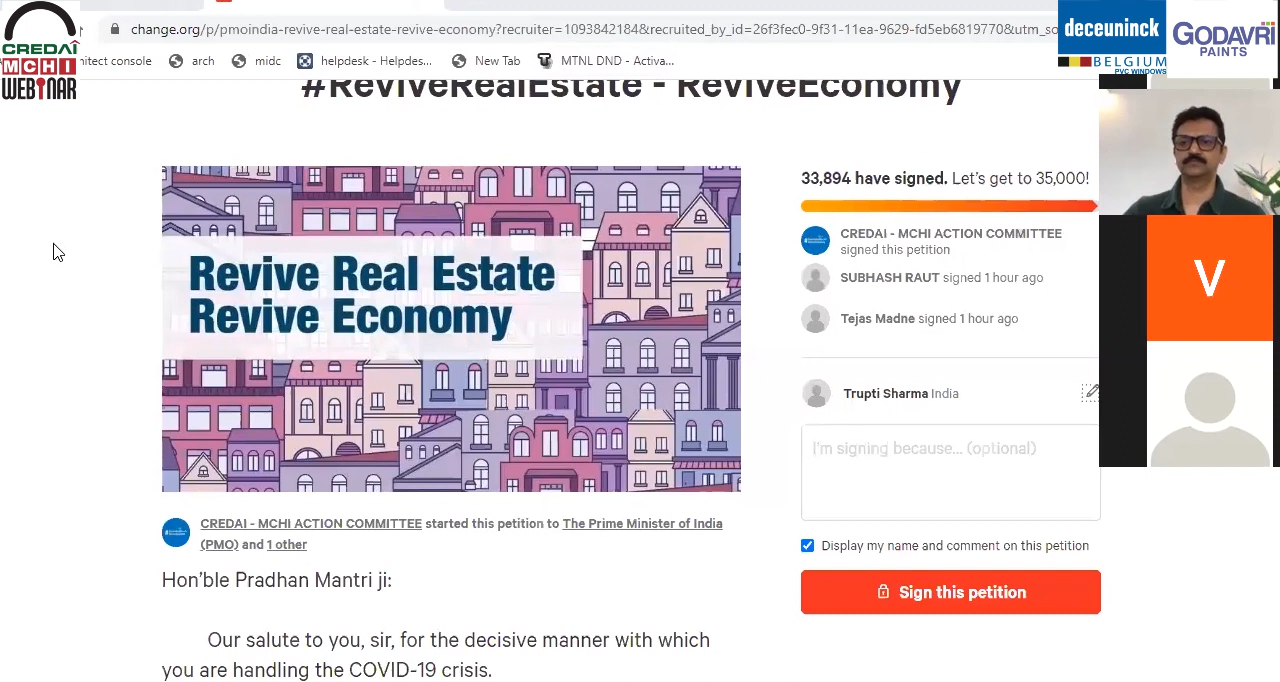 CREDAI
MCHI
WEBINAR
change.org/p/pmoindia-revive-real-estate-revive-economy?recruiter=1093842184&recruited_by_id=26f3fec0-9f31-11ea-9629-fd5eb6819770&utm_so
deceuninck
BELGIUM
PVC WINDOWS
GODAVRI
PAINTS
itect console
arch
midc
helpdesk - Helpdes...
New Tab
MTNL DND - Activa...
#ReviveRealEstate - ReviveEconomy
Revive Real Estate
Revive Economy
33,894 have signed. Let's get to 35,000!
CREDAI - MCHI ACTION COMMITTEE
signed this petition
SUBHASH RAUT signed 1 hour ago
Tejas Madne signed 1 hour ago
Trupti Sharma India
I'm signing because... (optional)
Display my name and comment on this petition
Sign this petition
V
CREDAI - MCHI ACTION COMMITTEE started this petition to The Prime Minister of India
(PMO) and 1 other
Hon'ble Pradhan Mantri ji:
Our salute to you, sir, for the decisive manner with which
you are handling the COVID-19 crisis.